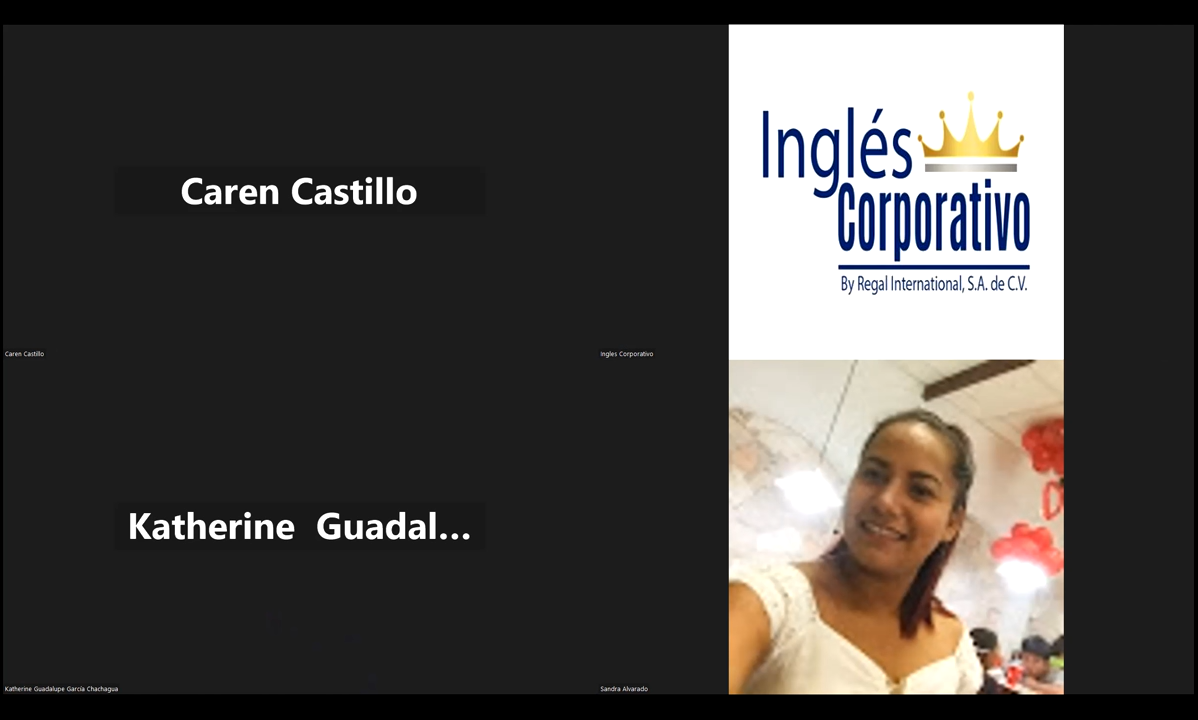 Caren Castillo
Inglés
Corporativo
By Regal International, S.A. de C.V.
Caren Castillo
Ingles Corporativo
Katherine Guadal...
Katherine Guadalupe García Chachagua
Sandra Alvarado